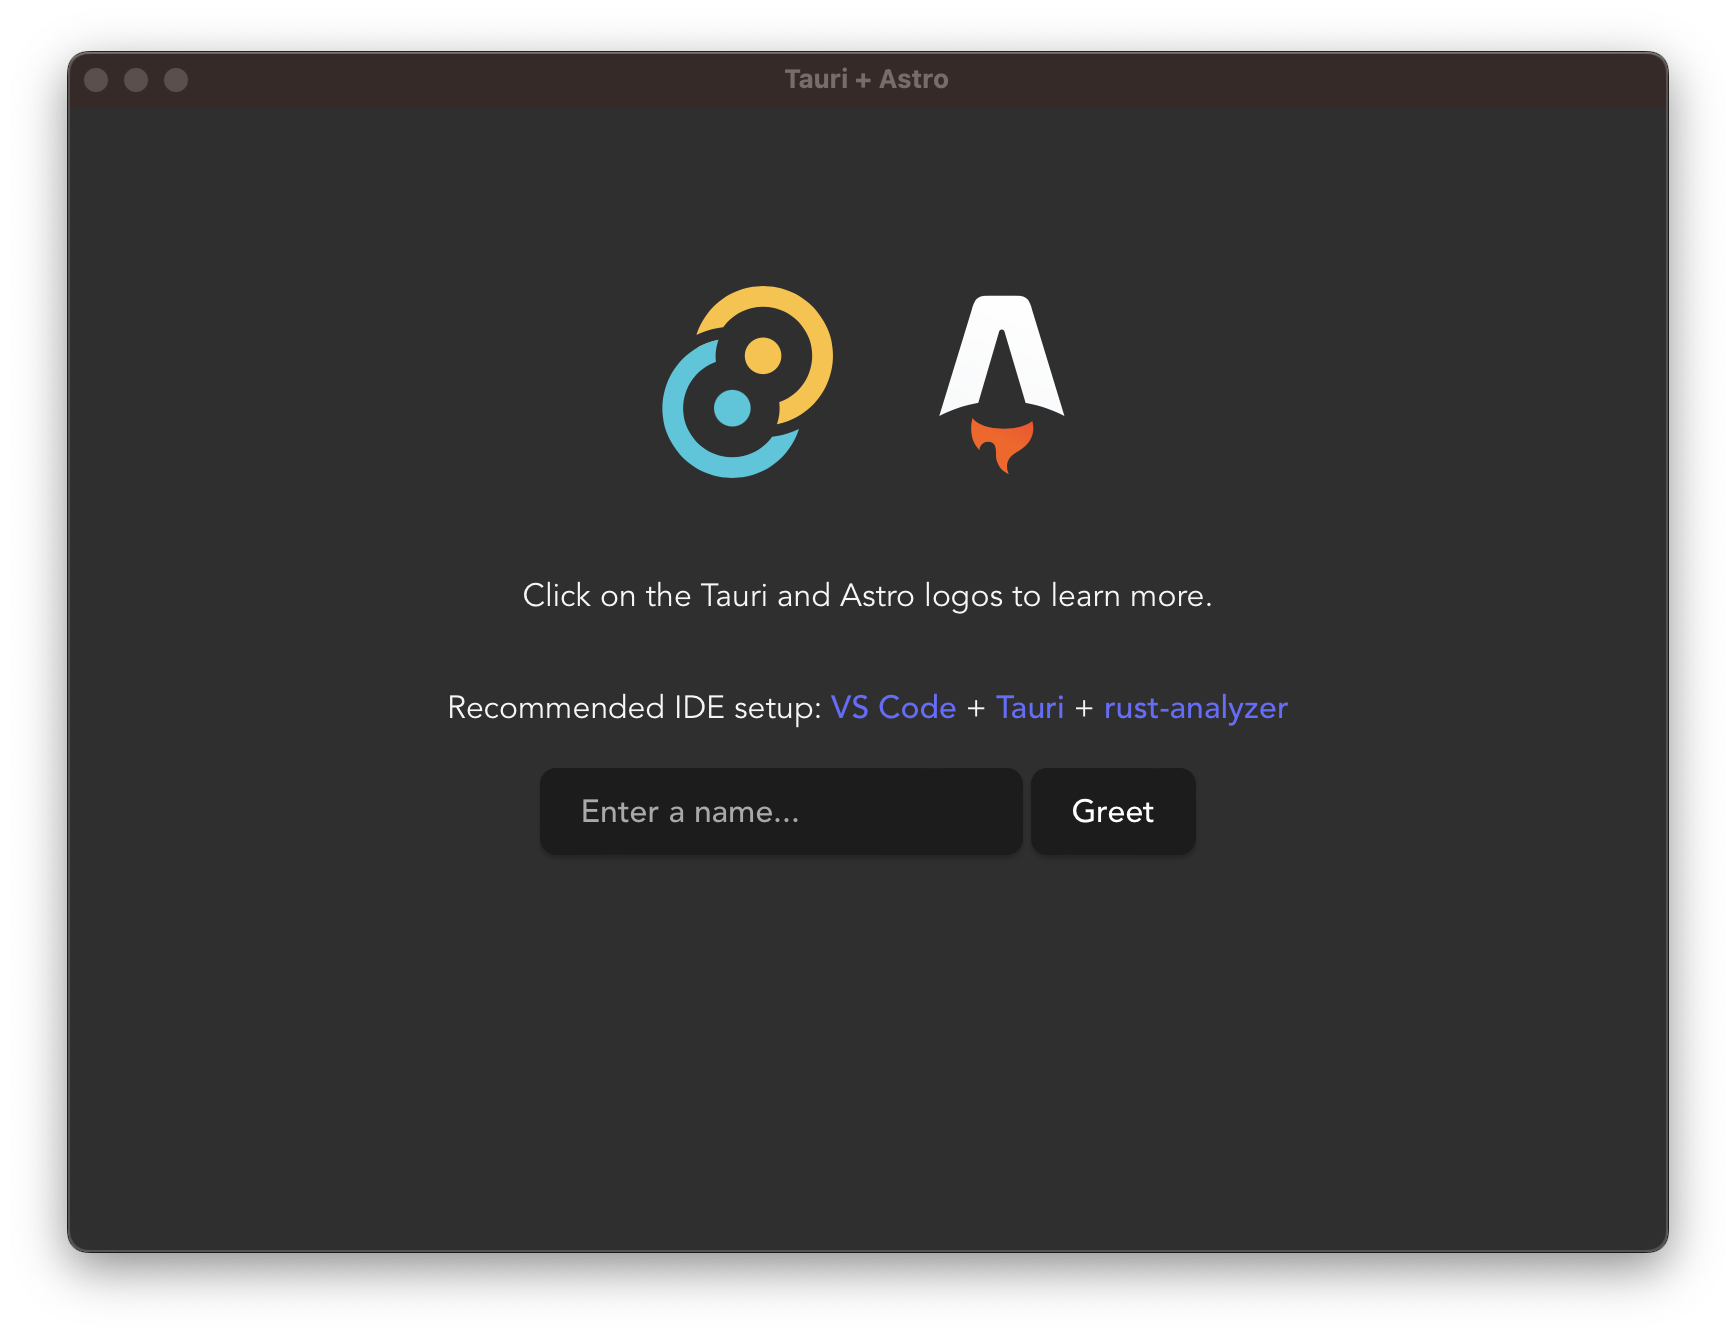 Tauri + Astro
Click on the Tauri and Astro logos to learn more.
Recommended IDE setup: VS Code + Tauri + rust-analyzer
Enter a name...
Greet